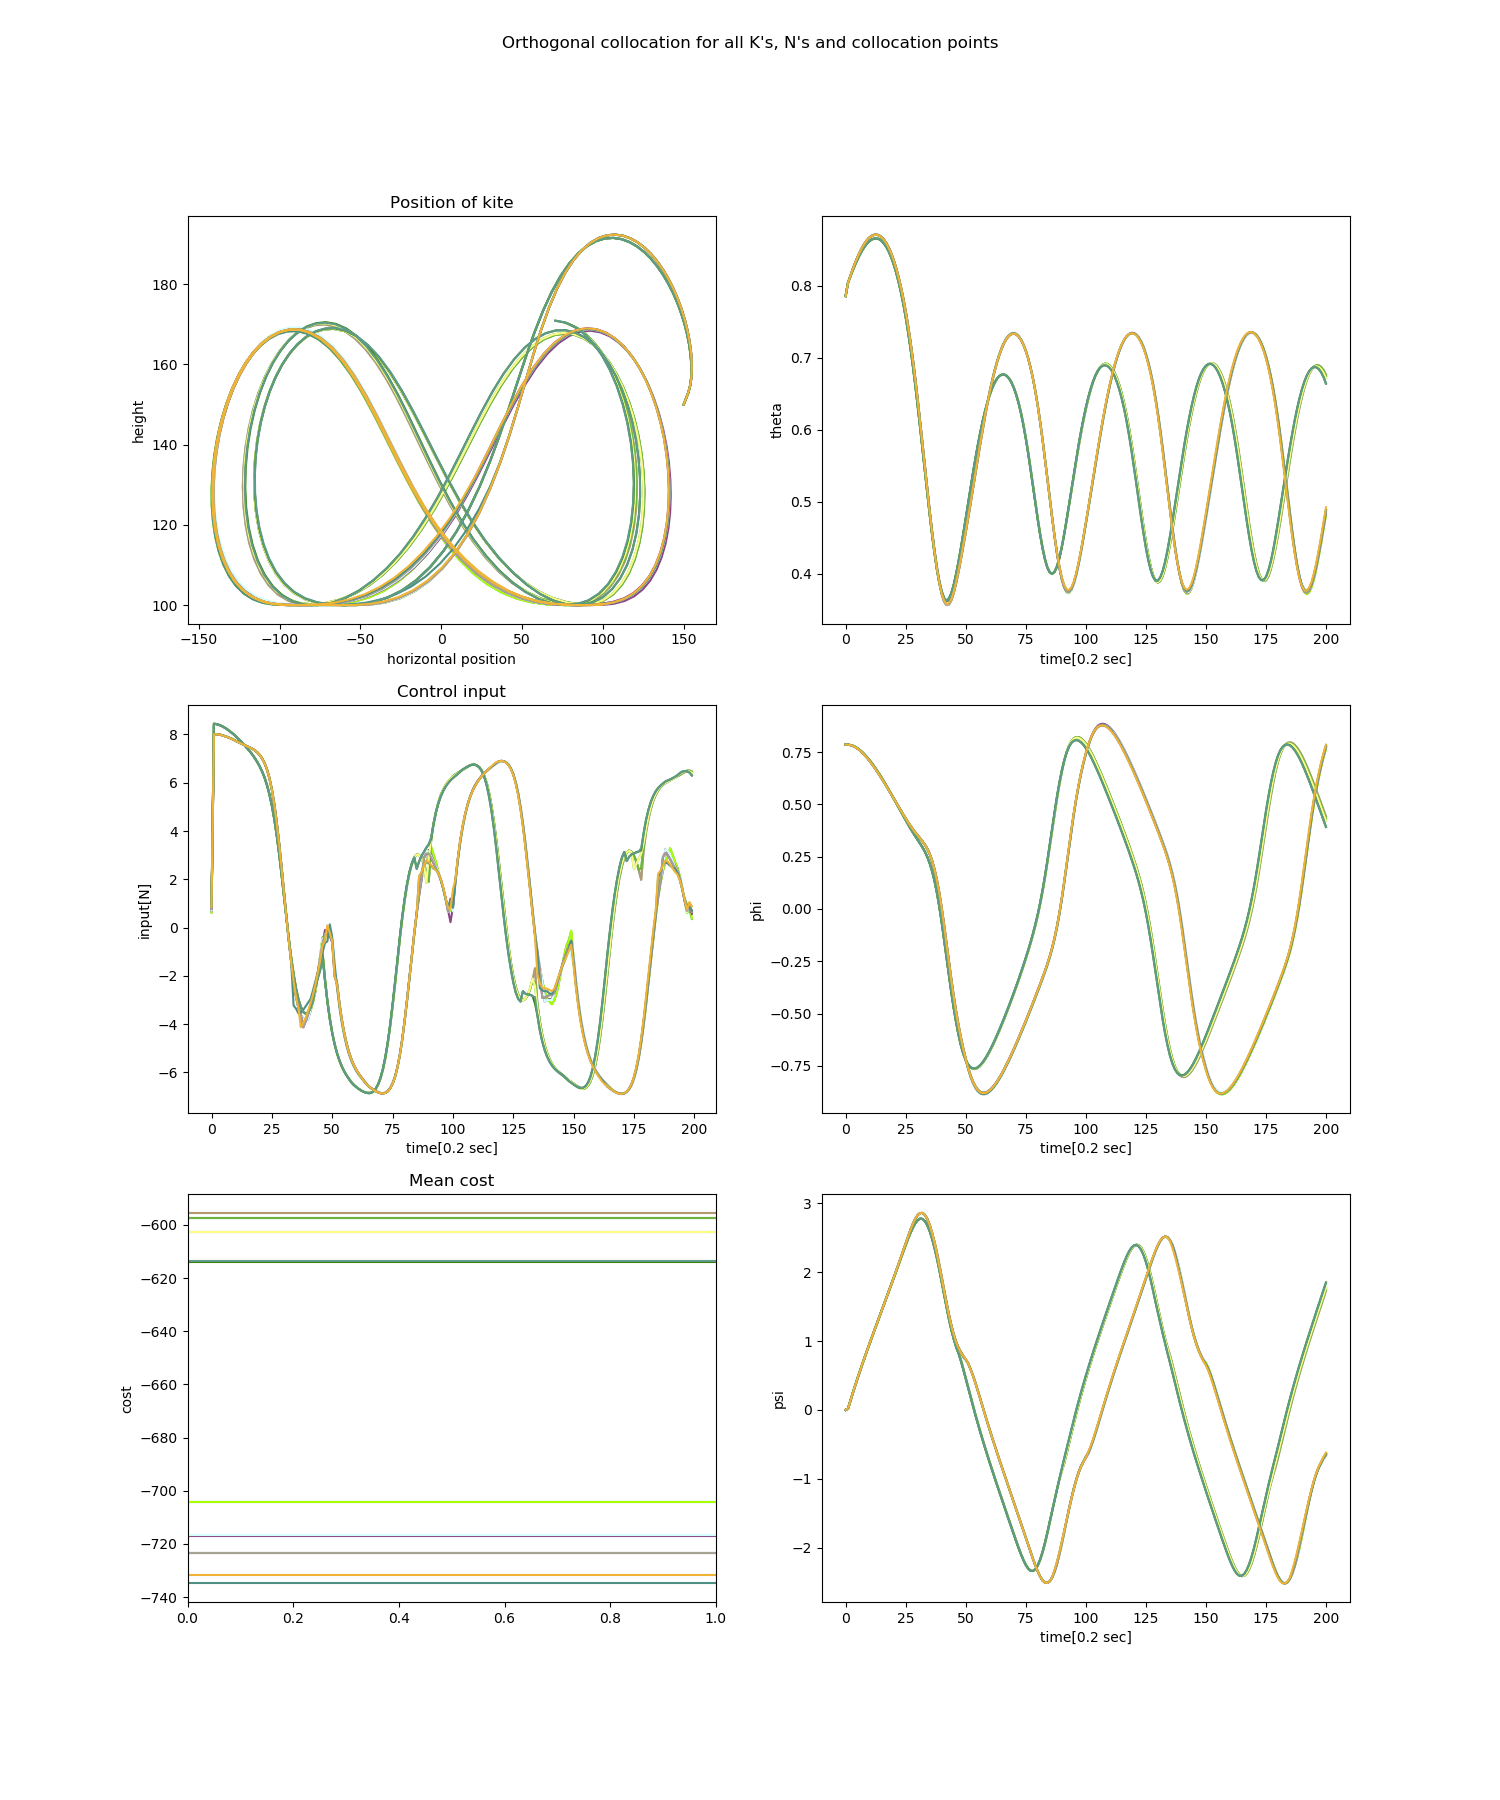 Orthogonal collocation for all K's, N's and collocation points
Position of kite
height
180
160
140
120
100
−150 −100 −50 0 50 100 150
horizontal position
theta
0.8
0.7
0.6
0.5
0.4
0 25 50 75 100 125 150 175 200
time[0.2 sec]
Control input
input[N]
8
6
4
2
0
−2
−4
−6
0 25 50 75 100 125 150 175 200
time[0.2 sec]
phi
0.75
0.50
0.25
0.00
−0.25
−0.50
−0.75
0 25 50 75 100 125 150 175 200
time[0.2 sec]
Mean cost
cost
−600
−620
−640
−660
−680
−700
−720
−740
0.0 0.2 0.4 0.6 0.8 1.0
psi
3
2
1
0
−1
−2
0 25 50 75 100 125 150 175 200
time[0.2 sec]